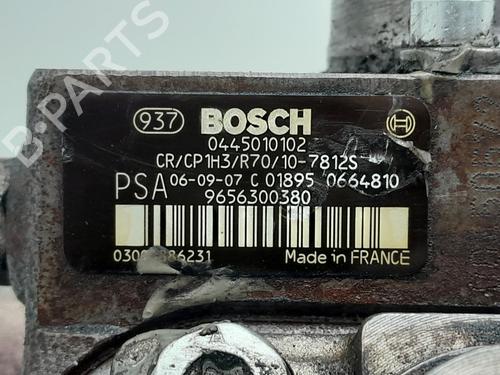 B-PARTS
937 BOSCH
0445010102
CR/CP1H3/R70/10-7812S
PSA 06-09-07 C 01895 0664810
9656300380
Made in FRANCE